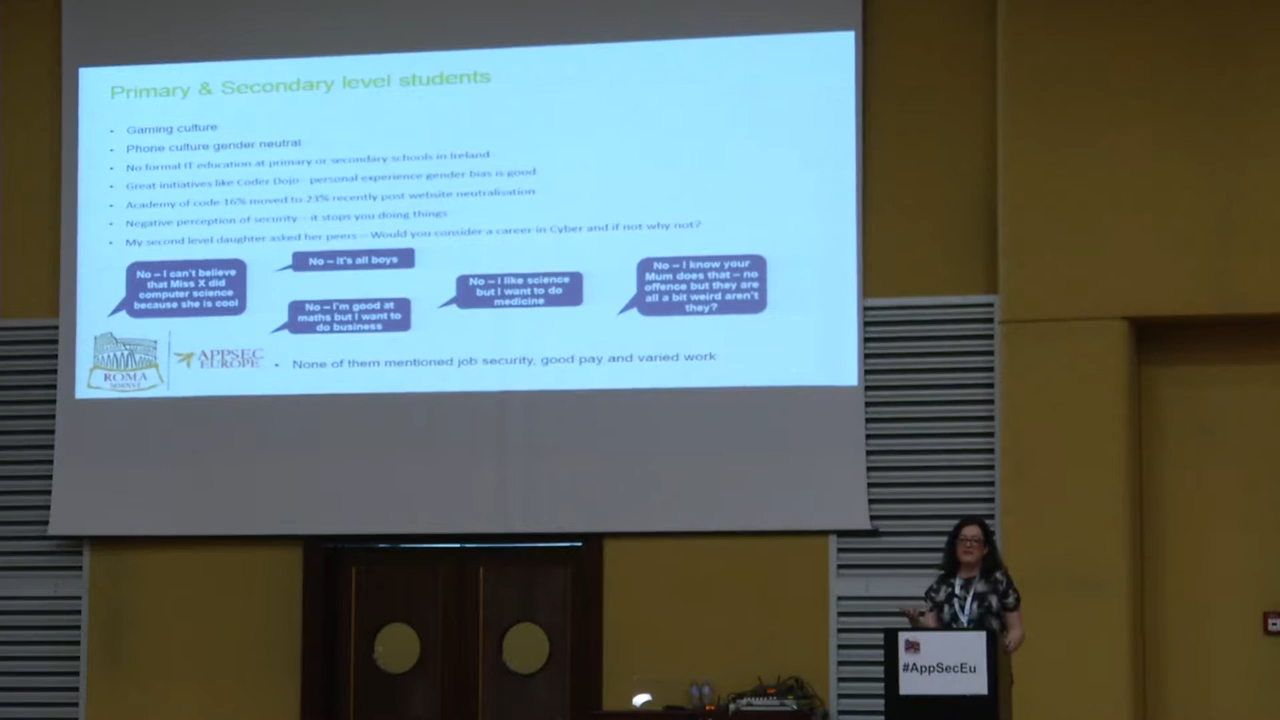 Primary & Secondary level students
• Gaming culture
• Phone culture gender neutral
• No formal IT education at primary or secondary schools in Ireland
• Great initiatives like Coder Dojo – personal experience gender bias is good
• Academy of code 16% moved to 23% recently post website neutralisation
• Negative perception of security – it stops you doing things
• My second level daughter asked her peers – Would you consider a career in Cyber and if not why not?
No – I can't believe
that Miss X did
computer science
because she is cool
No – it's all boys
No – I'm good at
maths but I want to
do business
No – I like science
but I want to do
medicine
No – I know your
Mum does that – no
offence but they are
all a bit weird aren't
they?
ROMA
MMXVI
APPSEC
EUROPE
• None of them mentioned job security, good pay and varied work
#AppSecEu